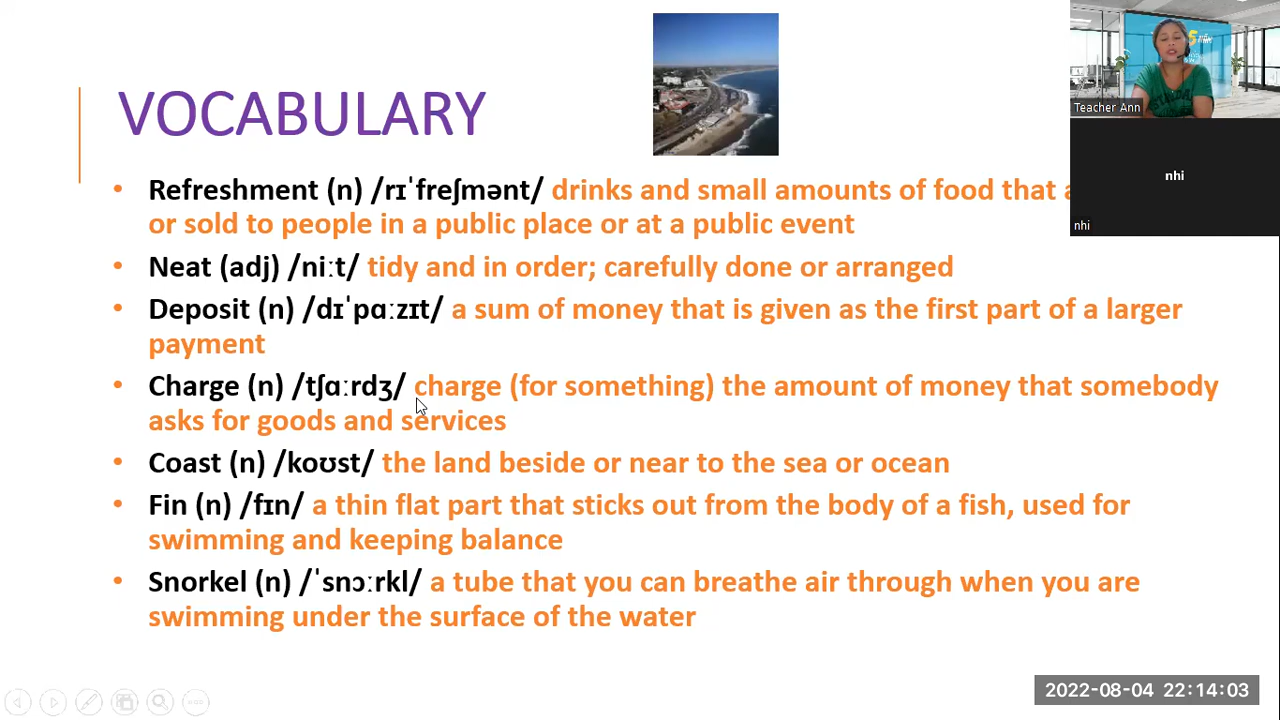 VOCABULARY
Refreshment (n) /rɪˈfreʃmənt/ drinks and small amounts of food that
or sold to people in a public place or at a public event
Neat (adj) /niːt/ tidy and in order; carefully done or arranged
Deposit (n) /dɪˈpɑːzɪt/ a sum of money that is given as the first part of a larger
payment
Charge (n) /tʃɑːrdʒ/ charge (for something) the amount of money that somebody
asks for goods and services
Coast (n) /koʊst/ the land beside or near to the sea or ocean
Fin (n) /fɪn/ a thin flat part that sticks out from the body of a fish, used for
swimming and keeping balance
Snorkel (n) /ˈsnɔːrkl/ a tube that you can breathe air through when you are
swimming under the surface of the water
Teacher Ann
nhi
nhi
2022-08-04 22:14:03